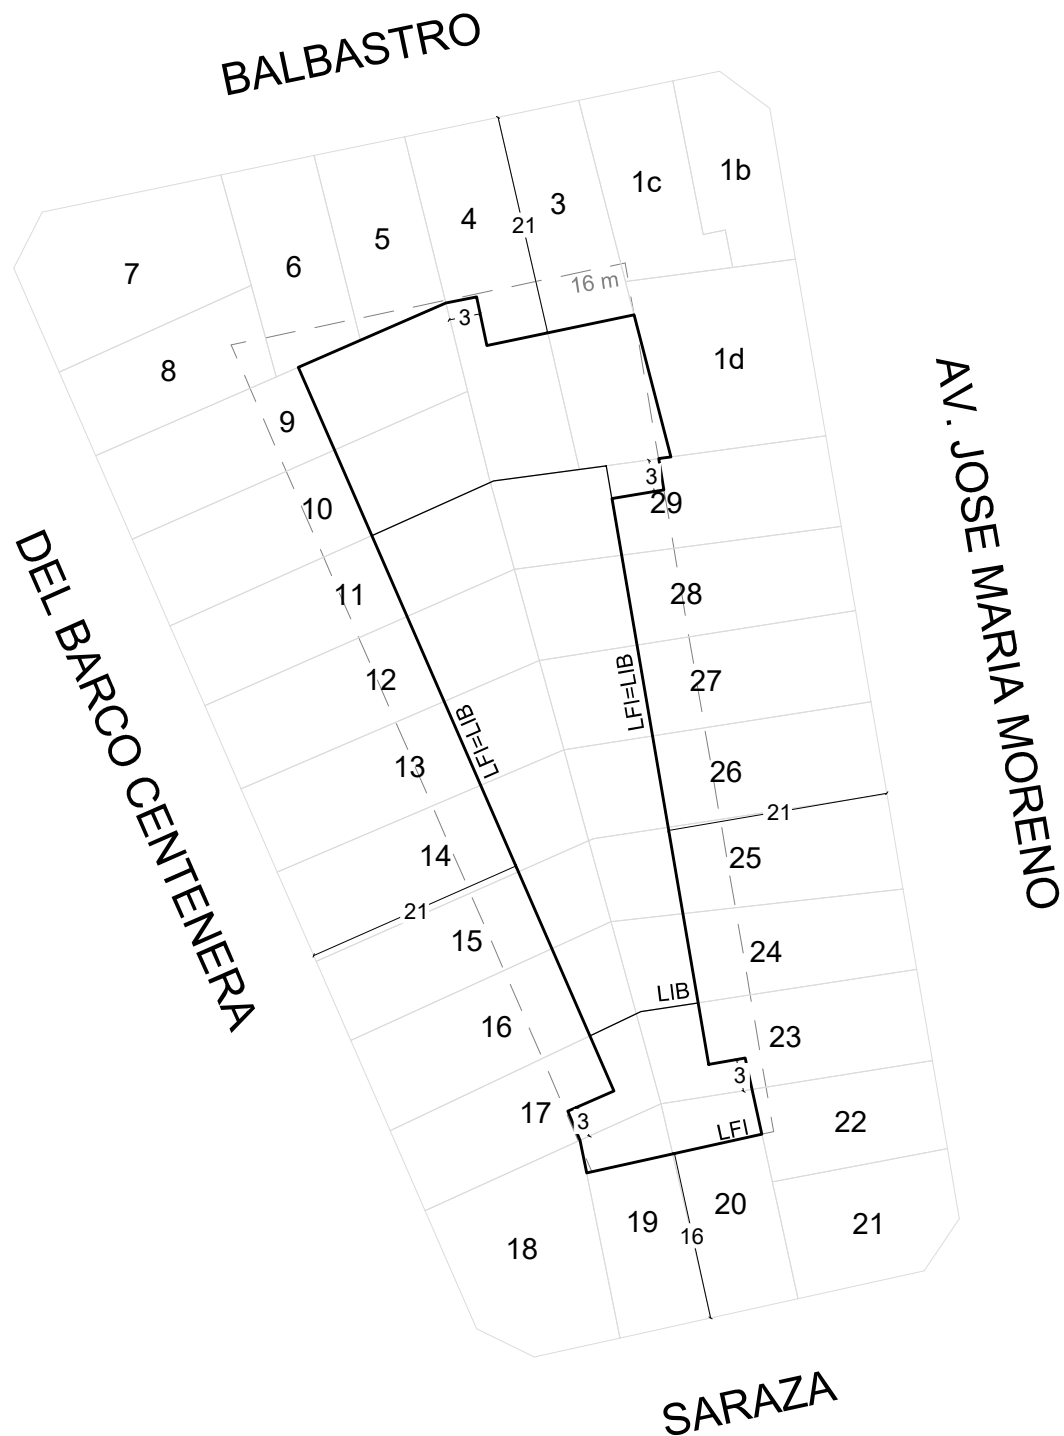 BALBASTRO
1b
1c
3
4
21
5
6
7
16 m
3
8
1d
9
3
29
10
11
28
12
LFI=LIB
27
LFI=LIB
13
26
21
14
25
21
15
24
LIB
16
23
3
17
3
22
LFI
20
19
21
16
18
DEL BARCO CENTENERA
AV. JOSE MARIA MORENO
SARAZA